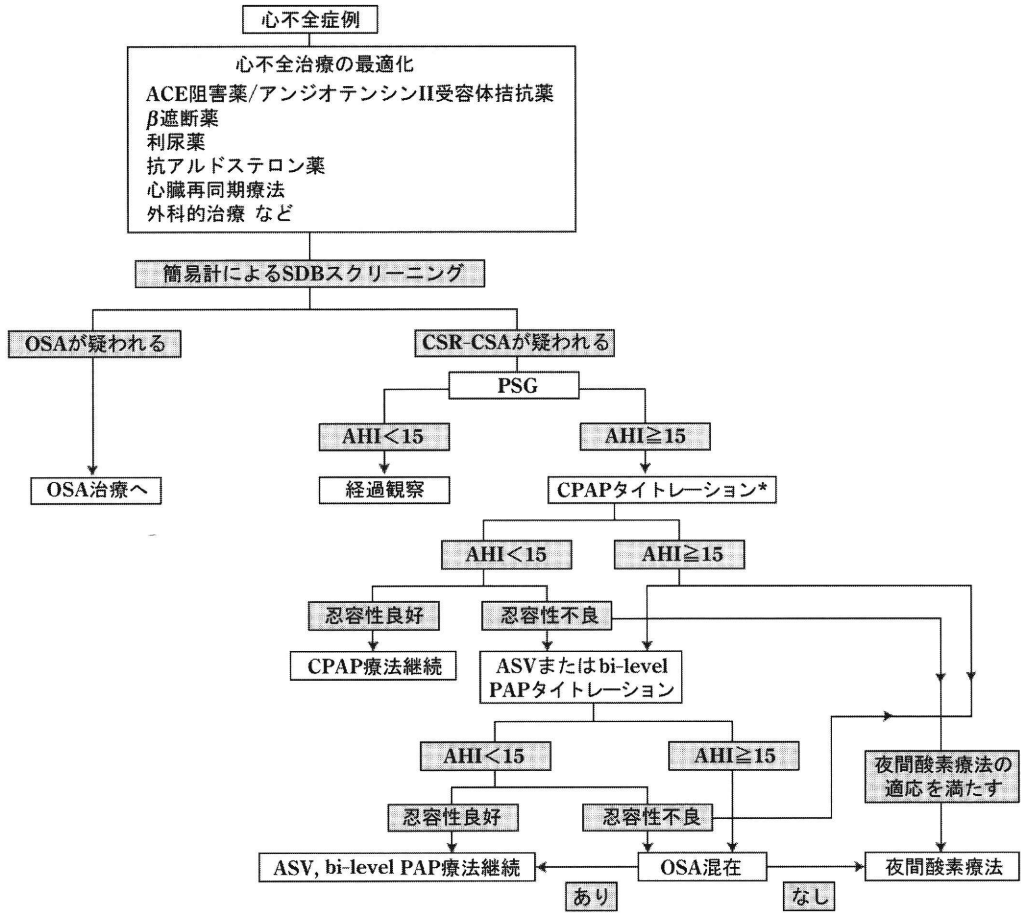 心不全症例
心不全治療の最適化
ACE阻害薬/アンジオテンシンII受容体拮抗薬
β遮断薬
利尿薬
抗アルドステロン薬
心臓再同期療法
外科的治療 など
簡易計によるSDBスクリーニング
OSAが疑われる
CSR-CSAが疑われる
PSG
AHI<15
AHI≧15
OSA治療へ
経過観察
CPAPタイトレーション*
AHI<15
AHI≧15
忍容性良好
忍容性不良
CPAP療法継続
ASVまたはbi-level
PAPタイトレーション
AHI<15
AHI≧15
夜間酸素療法の
適応を満たす
忍容性良好
忍容性不良
ASV, bi-level PAP療法継続
OSA混在
夜間酸素療法
あり
なし